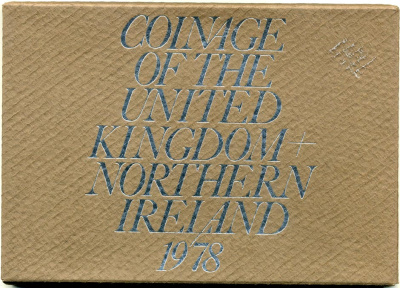 COINAGE
OF THE
UNITED
KINGDOM +
NORTHERN
IRELAND
1978